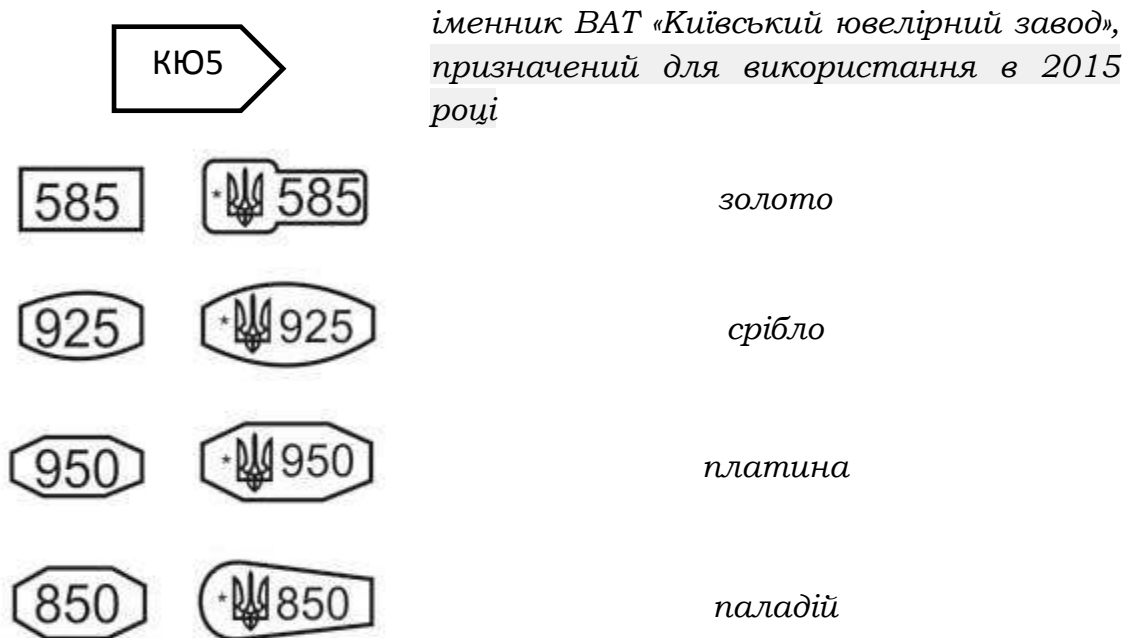 КЮ5
іменник ВАТ «Київський ювелірний завод»,
призначений для використання в 2015
році
585 * 585 золото
925 * 925 срібло
950 * 950 платина
850 * 850 паладій